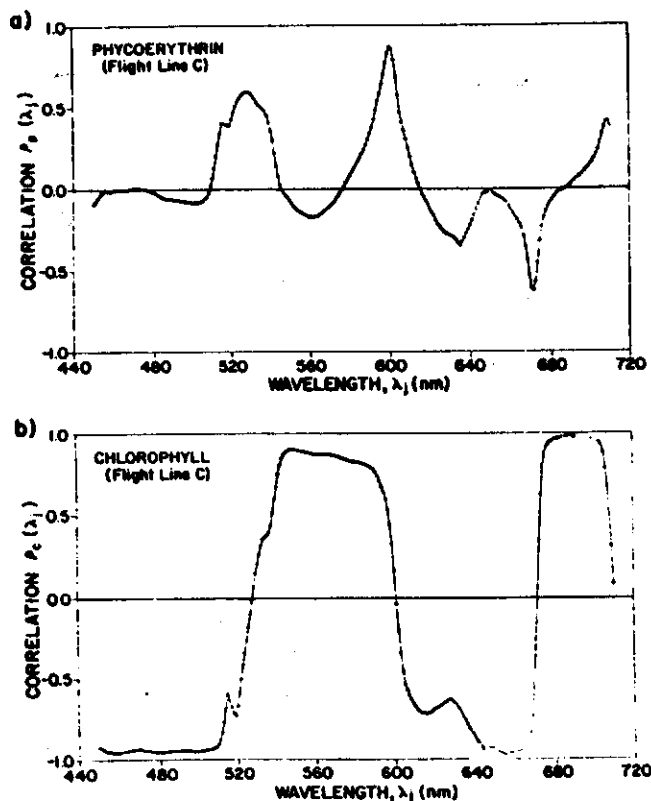 a)
1.0
PHYCOERYTHRIN
(Flight Line C)
0.5
0.0
-0.5
-1.0
CORRELATION ρp (λj)
440 480 520 560 600 640 680 720
WAVELENGTH, λj (nm)
b)
1.0
CHLOROPHYLL
(Flight Line C)
0.5
0.0
-0.5
-1.0
CORRELATION ρc (λj)
440 480 520 560 600 640 680 720
WAVELENGTH, λj (nm)